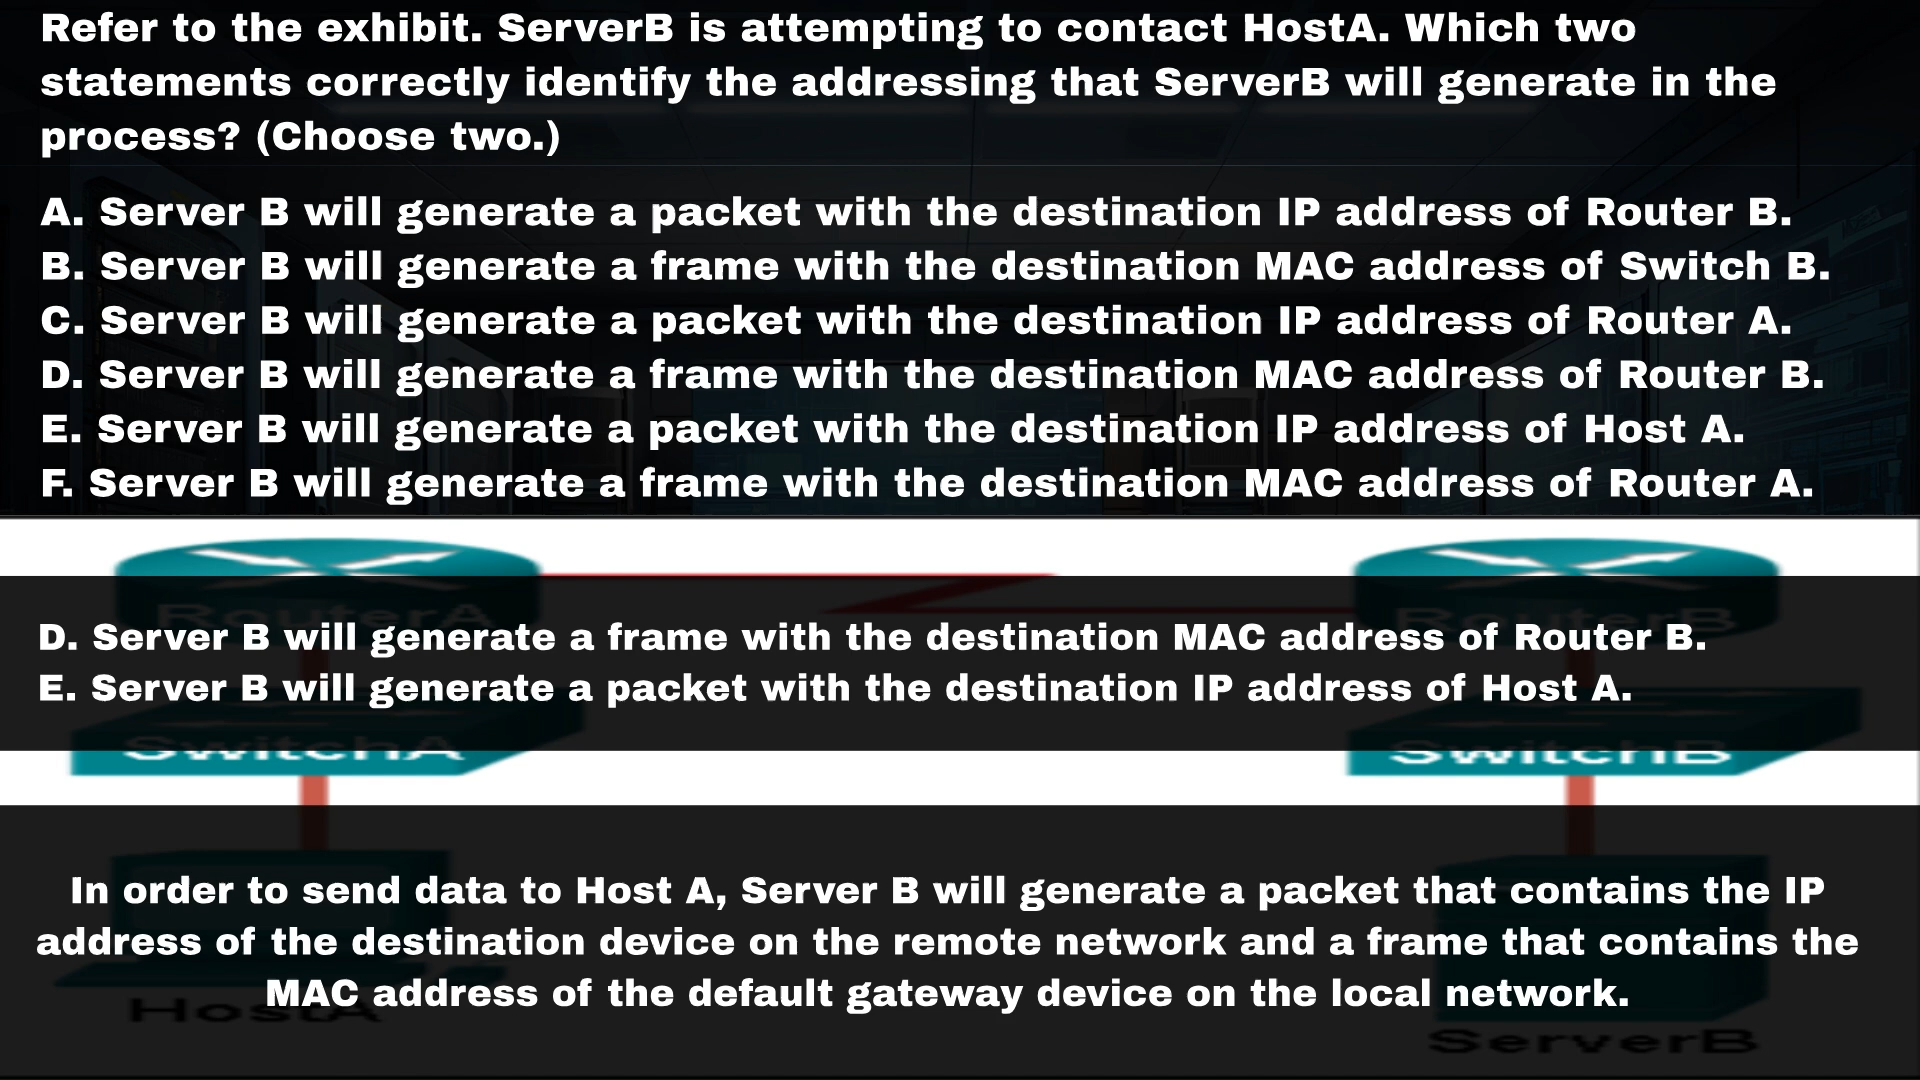 Refer to the exhibit. ServerB is attempting to contact HostA. Which two
statements correctly identify the addressing that ServerB will generate in the
process? (Choose two.)
A. Server B will generate a packet with the destination IP address of Router B.
B. Server B will generate a frame with the destination MAC address of Switch B.
C. Server B will generate a packet with the destination IP address of Router A.
D. Server B will generate a frame with the destination MAC address of Router B.
E. Server B will generate a packet with the destination IP address of Host A.
F. Server B will generate a frame with the destination MAC address of Router A.
RouterA
RouterB
D. Server B will generate a frame with the destination MAC address of Router B.
E. Server B will generate a packet with the destination IP address of Host A.
SwitchA
SwitchB
In order to send data to Host A, Server B will generate a packet that contains the IP
address of the destination device on the remote network and a frame that contains the
MAC address of the default gateway device on the local network.
HostA
ServerB